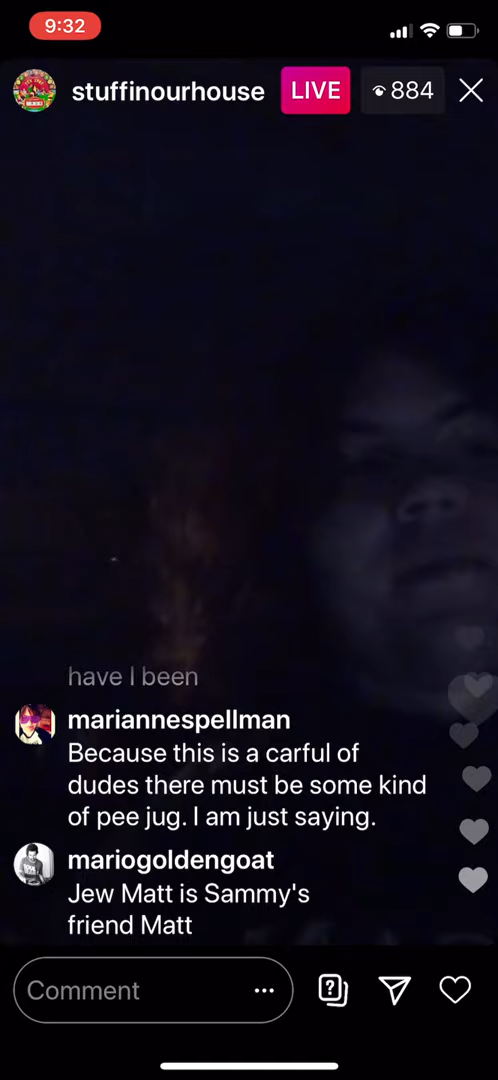 9:32
stuffinourhouse LIVE 884
have I been
mariannespellman
Because this is a carful of
dudes there must be some kind
of pee jug. I am just saying.
mariogoldengoat
Jew Matt is Sammy's
friend Matt
Comment